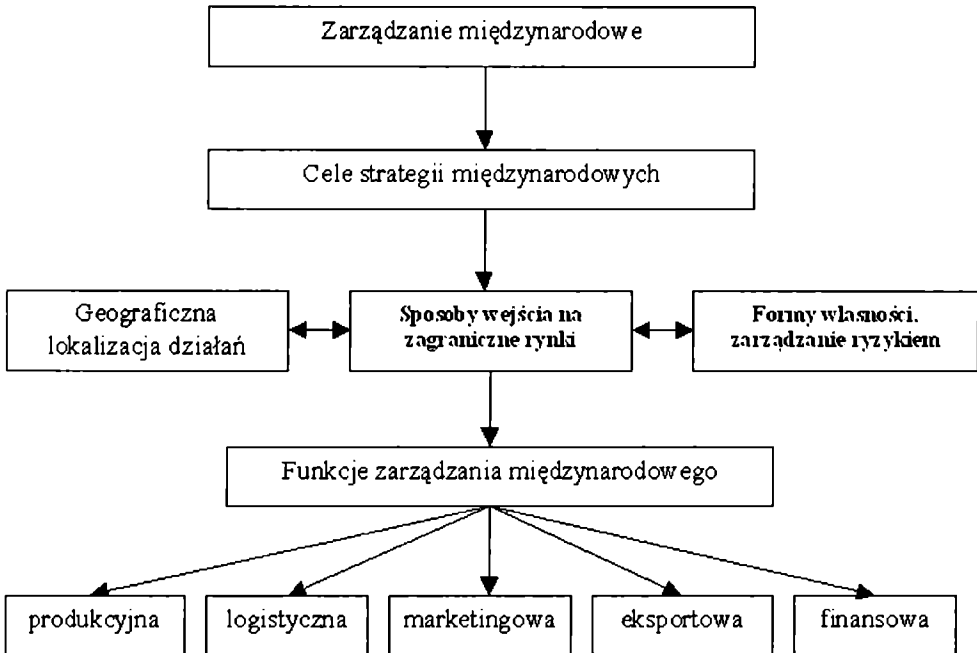 Zarządzanie międzynarodowe
Cele strategii międzynarodowych
Geograficzna
lokalizacja działań
Sposoby wejścia na
zagraniczne rynki
Formy własności,
zarządzanie ryzykiem
Funkcje zarządzania międzynarodowego
produkcyjna
logistyczna
marketingowa
eksportowa
finansowa